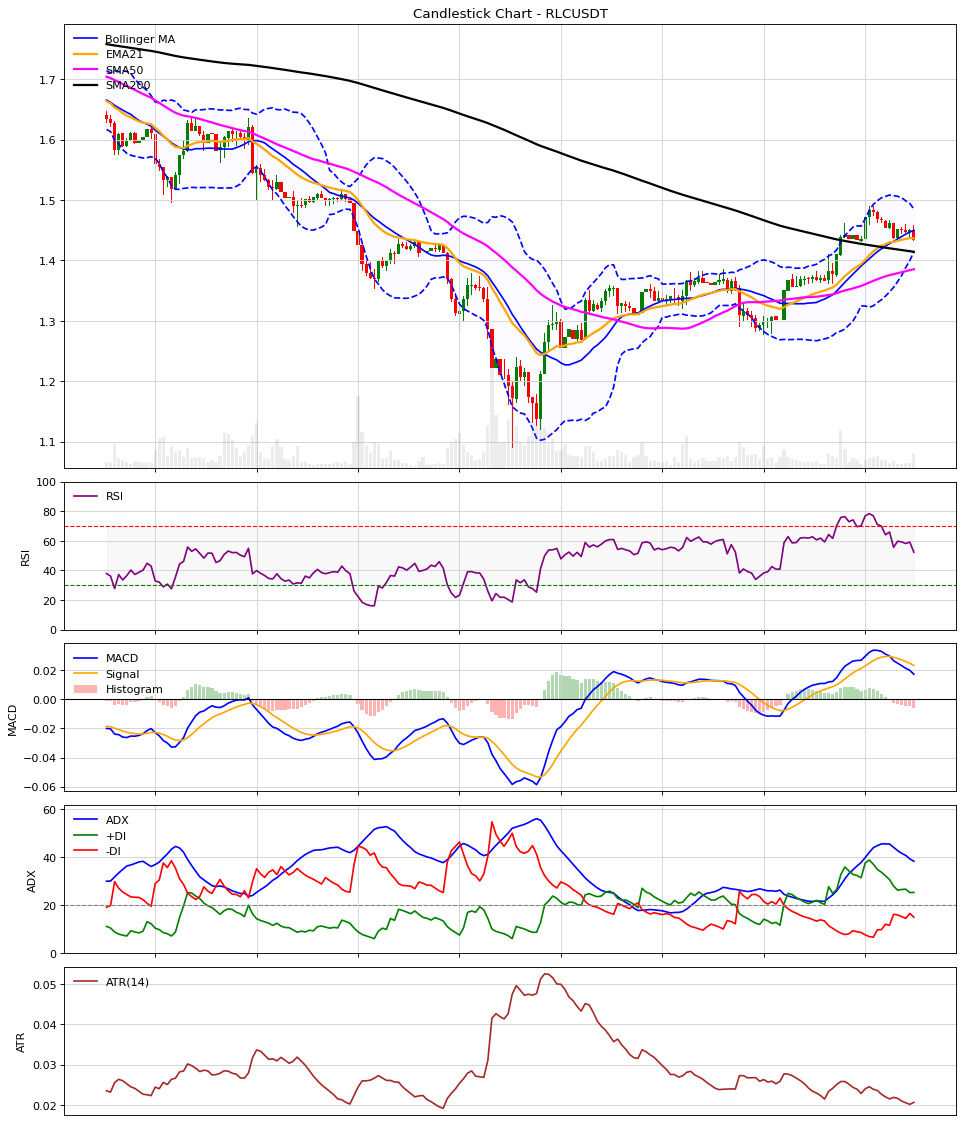 Candlestick Chart - RLCUSDT
Bollinger MA
EMA21
SMA50
SMA200
1.7
1.6
1.5
1.4
1.3
1.2
1.1
RSI
RSI
100
80
60
40
20
0
MACD
Signal
Histogram
MACD
0.02
0.00
−0.02
−0.04
−0.06
ADX
+DI
-DI
ADX
60
40
20
0
ATR(14)
ATR
0.05
0.04
0.03
0.02